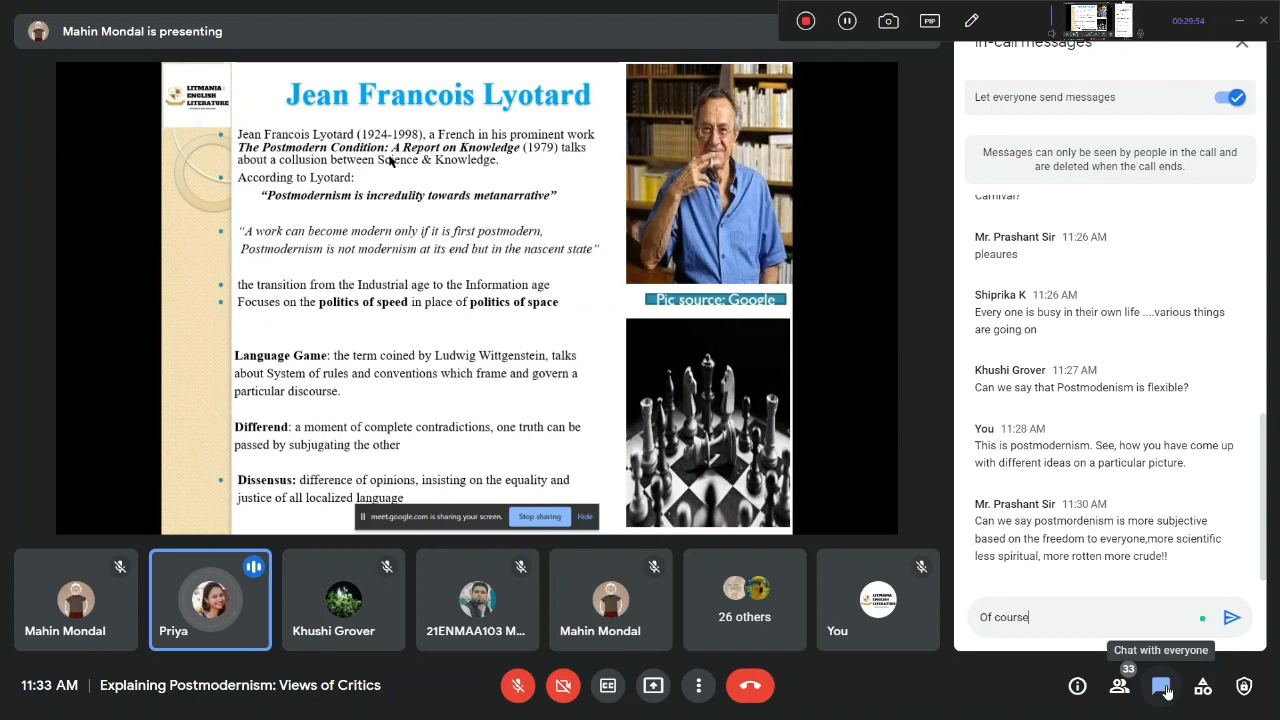 Mahin Mondal is presenting
PIP
00:29:54
LITMANIA:
ENGLISH
LITERATURE
Jean Francois Lyotard
Jean Francois Lyotard (1924-1998), a French in his prominent work
The Postmodern Condition: A Report on Knowledge (1979) talks
about a collusion between Science & Knowledge.
According to Lyotard:
“Postmodernism is incredulity towards metanarrative”
“A work can become modern only if it is first postmodern,
Postmodernism is not modernism at its end but in the nascent state”
the transition from the Industrial age to the Information age
Focuses on the politics of speed in place of politics of space
Language Game: the term coined by Ludwig Wittgenstein, talks
about System of rules and conventions which frame and govern a
particular discourse.
Differend: a moment of complete contradictions, one truth can be
passed by subjugating the other
Dissensus: difference of opinions, insisting on the equality and
justice of all localized language
Pic source: Google
meet.google.com is sharing your screen.
Stop sharing
Hide
In-call messages
Let everyone send messages
Messages can only be seen by people in the call and
are deleted when the call ends.
Carnival?
Mr. Prashant Sir 11:26 AM
pleaures
Shiprika K 11:26 AM
Every one is busy in their own life ....various things
are going on
Khushi Grover 11:27 AM
Can we say that Postmodenism is flexible?
You 11:28 AM
This is postmodernism. See, how you have come up
with different ideas on a particular picture.
Mr. Prashant Sir 11:30 AM
Can we say postmordenism is more subjective
based on the freedom to everyone,more scientific
less spiritual, more rotten more crude!!
Of course
Chat with everyone
Mahin Mondal
Priya
Khushi Grover
21ENMAA103 M...
Mahin Mondal
26 others
You
11:33 AM | Explaining Postmodernism: Views of Critics
33